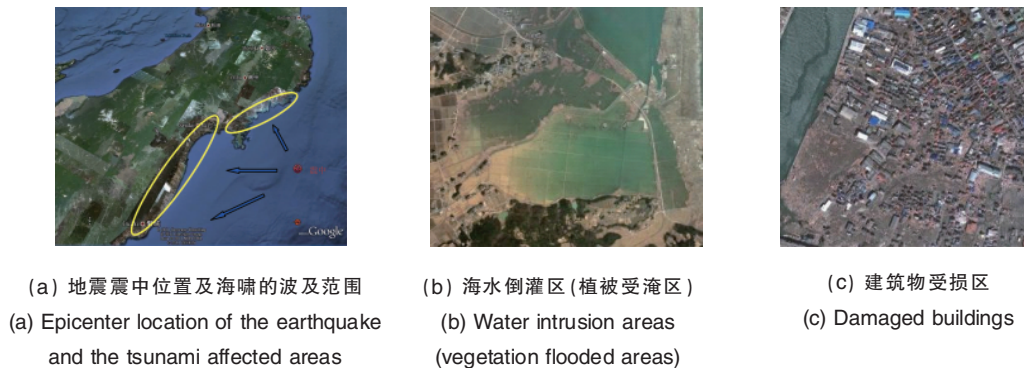 Google
(a) 地震震中位置及海啸的波及范围
(a) Epicenter location of the earthquake
and the tsunami affected areas
(b) 海水倒灌区(植被受淹区)
(b) Water intrusion areas
(vegetation flooded areas)
(c) 建筑物受损区
(c) Damaged buildings